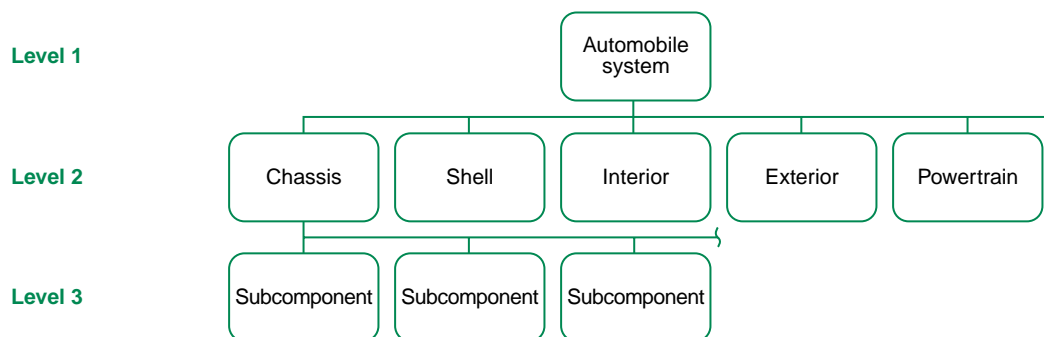 Level 1
Automobile
system
Level 2
Chassis
Shell
Interior
Exterior
Powertrain
Level 3
Subcomponent
Subcomponent
Subcomponent